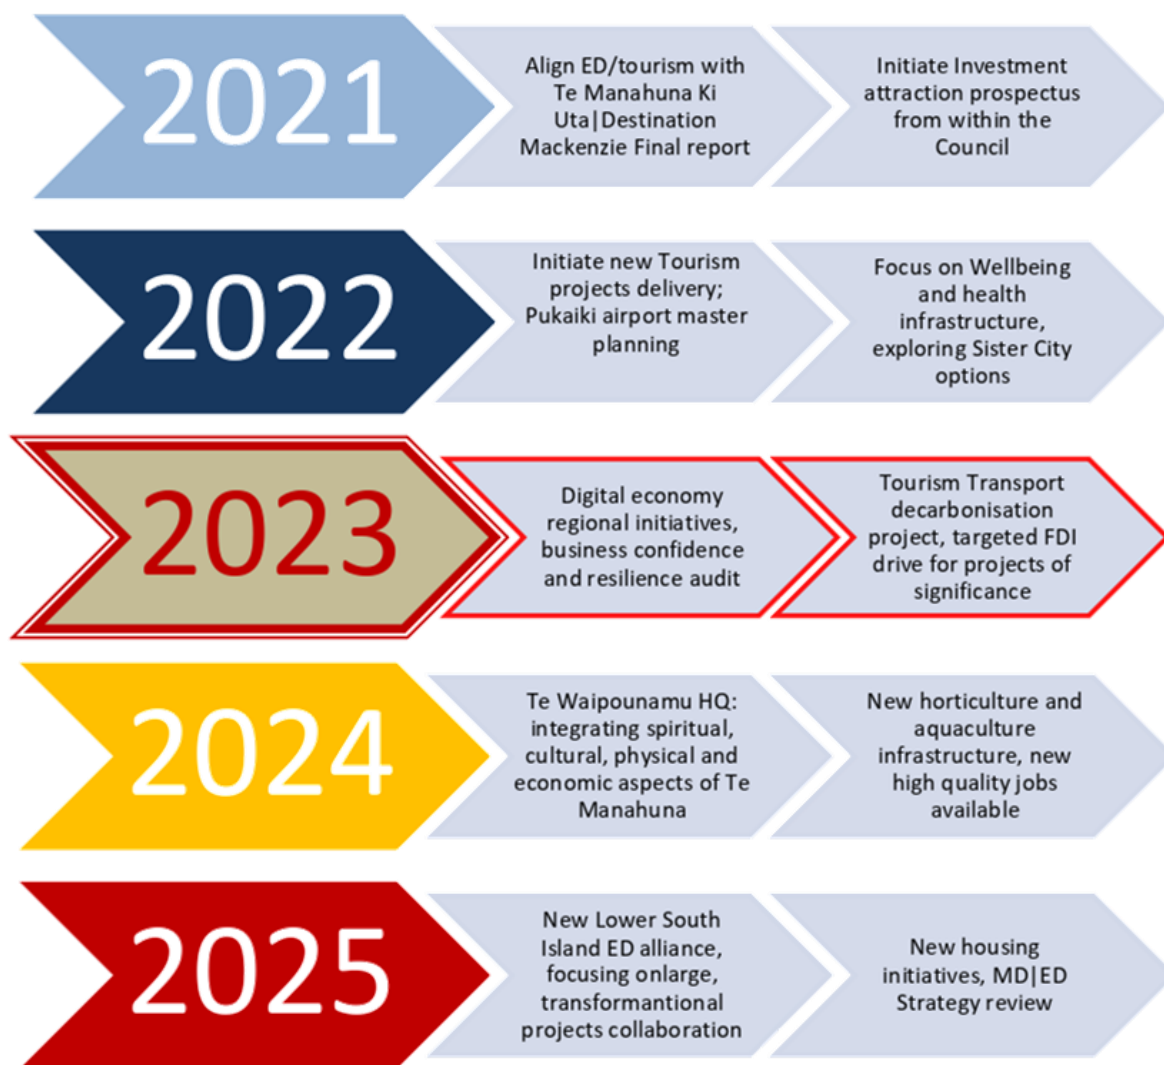 2021
Align ED/tourism with
Te Manahuna Ki
Uta|Destination
Mackenzie Final report
Initiate Investment
attraction prospectus
from within the
Council
2022
Initiate new Tourism
projects delivery;
Pukaiki airport master
planning
Focus on Wellbeing
and health
infrastructure,
exploring Sister City
options
2023
Digital economy
regional initiatives,
business confidence
and resilience audit
Tourism Transport
decarbonisation
project, targeted FDI
drive for projects of
significance
2024
Te Waipounamu HQ:
integrating spiritual,
cultural, physical and
economic aspects of Te
Manahuna
New horticulture and
aquaculture
infrastructure, new
high quality jobs
available
2025
New Lower South
Island ED alliance,
focusing onlarge,
transformantional
projects collaboration
New housing
initiatives, MD|ED
Strategy review